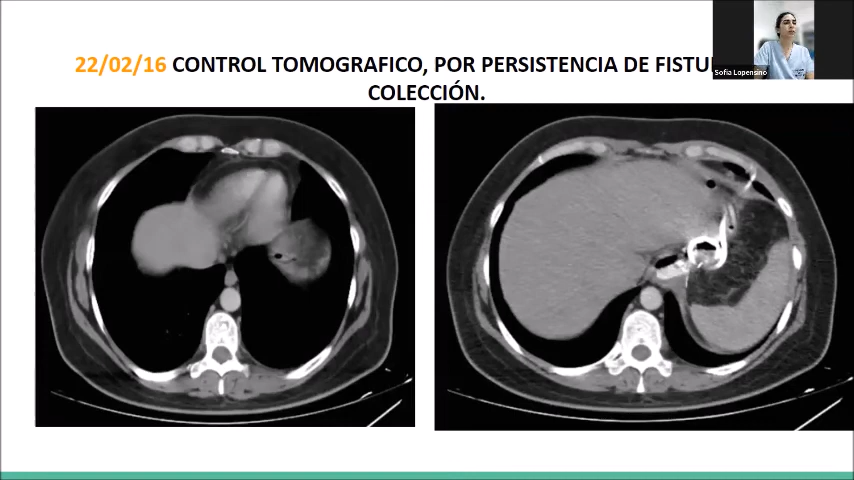 22/02/16 CONTROL TOMOGRAFICO, POR PERSISTENCIA DE
COLECCIÓN.
Sofia Lopensino